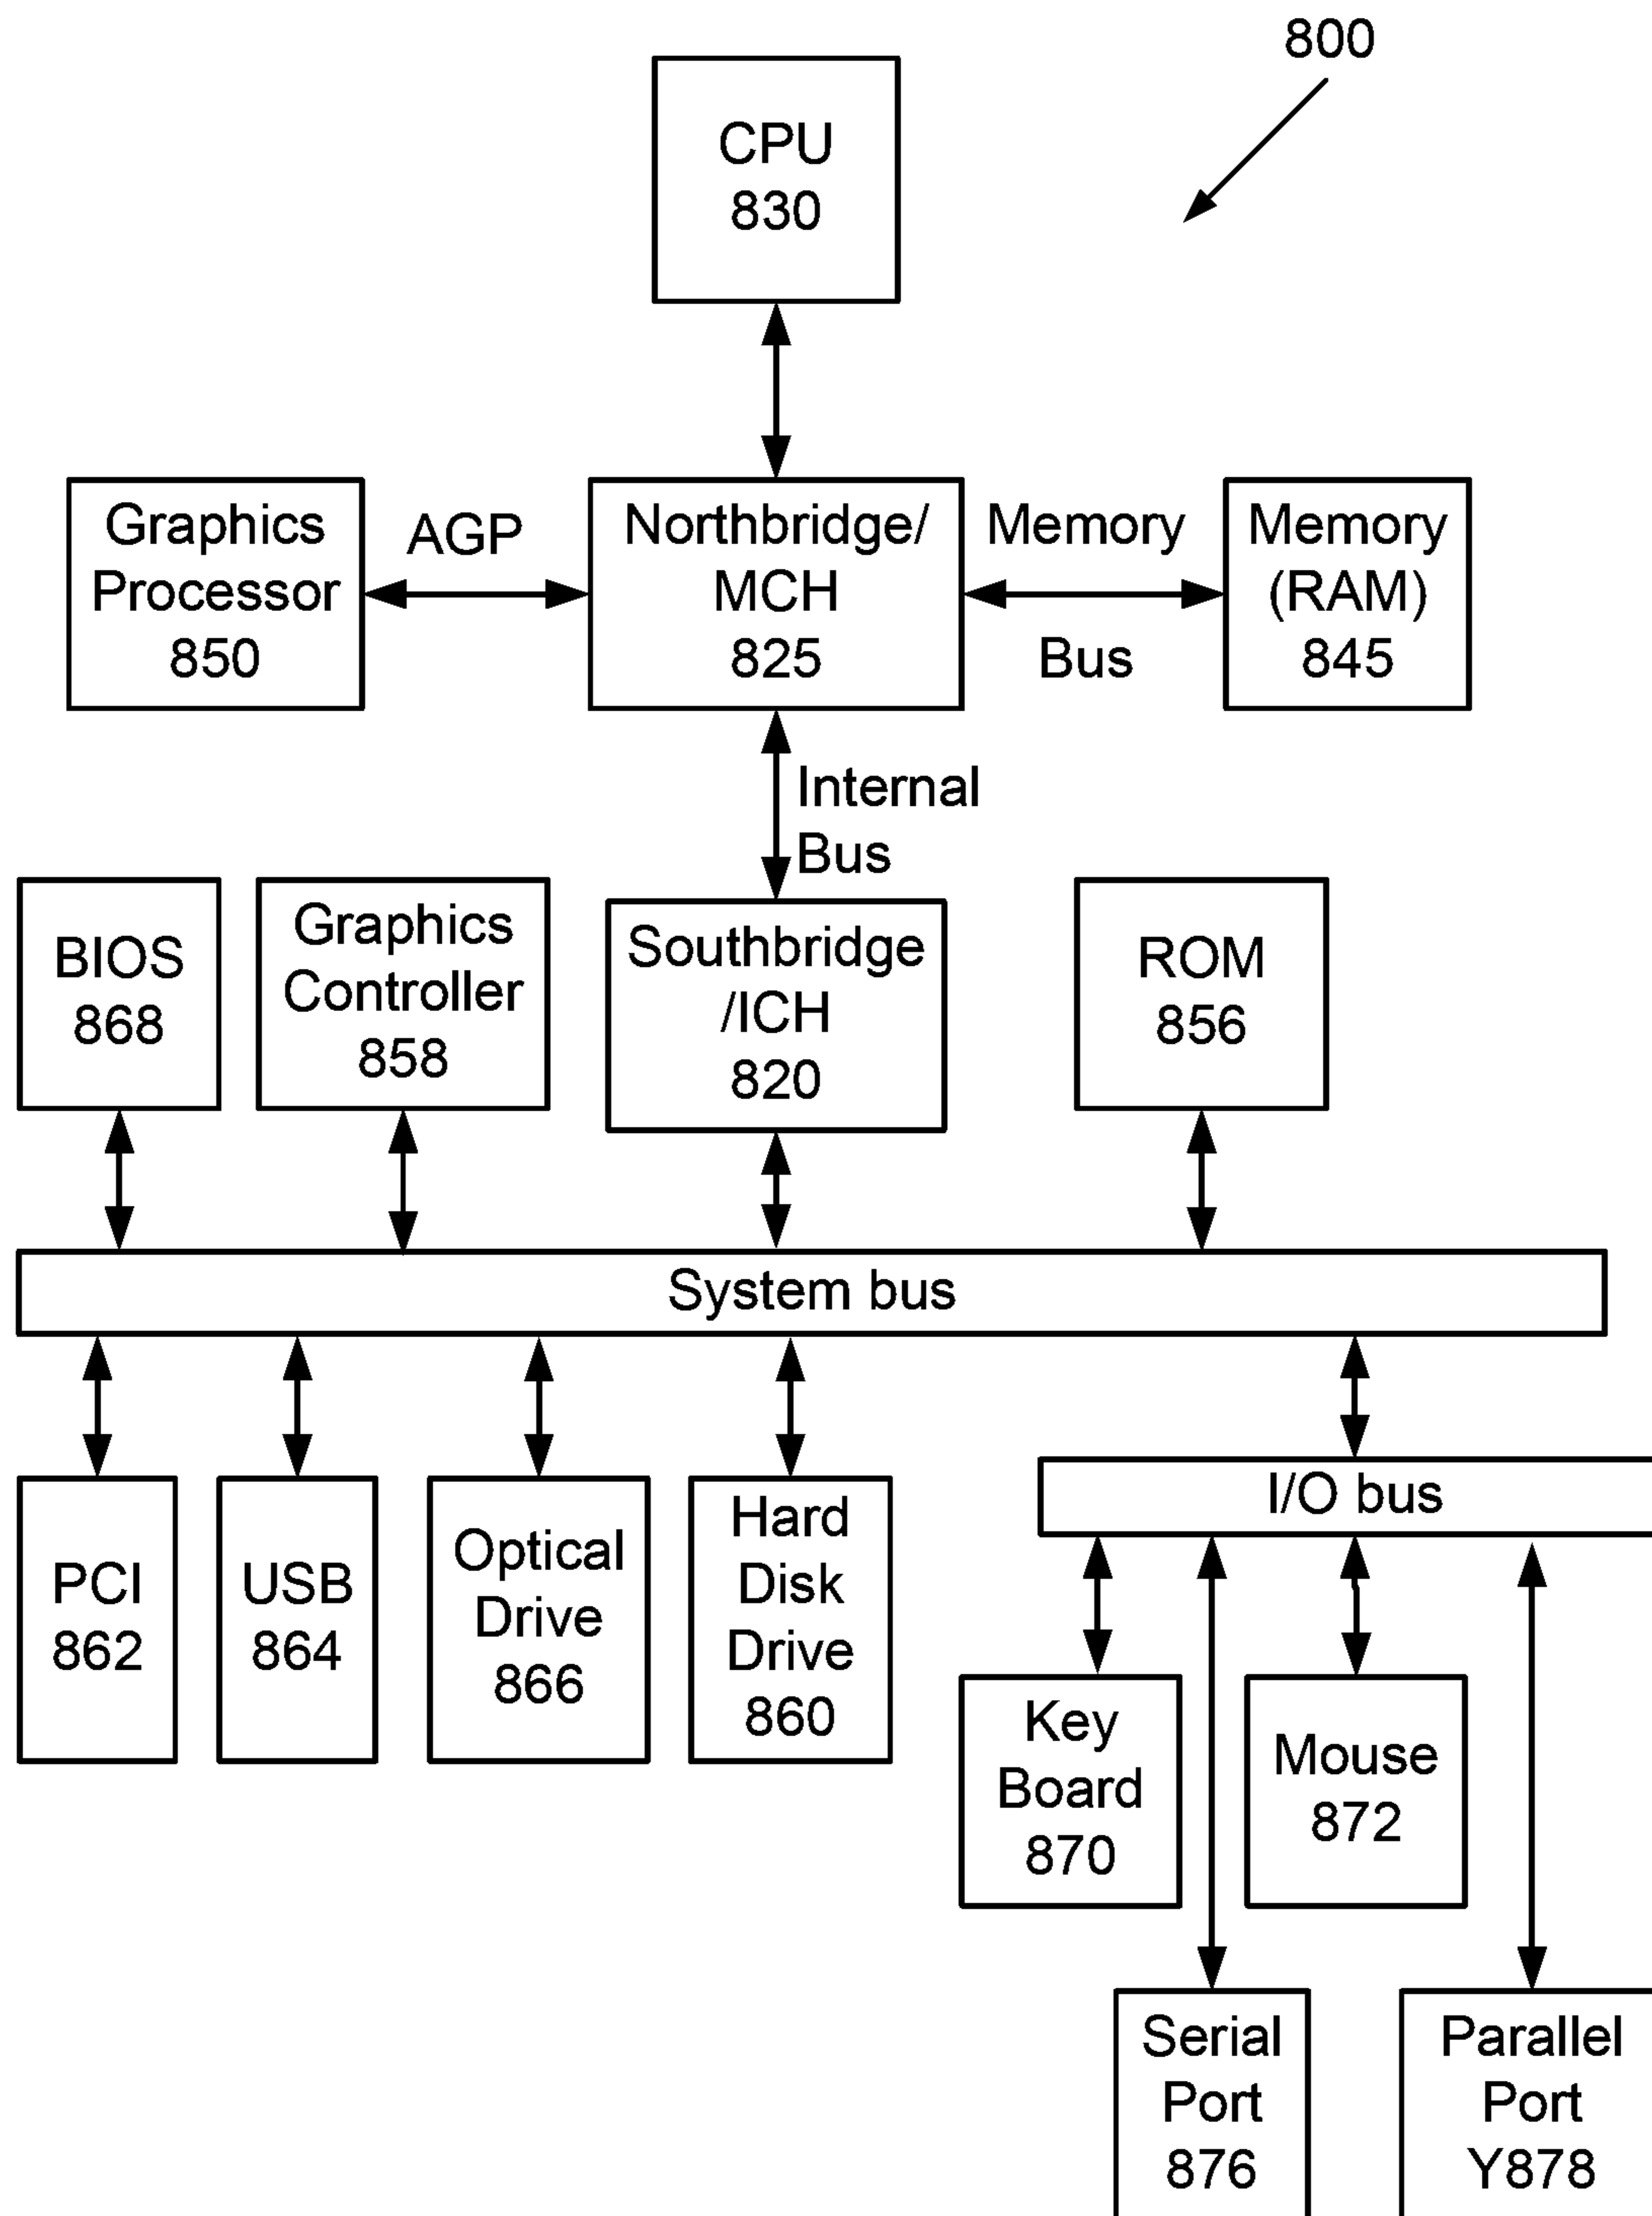 800
CPU
830
Graphics
Processor
850
AGP
Northbridge/
MCH
825
Memory
Bus
Memory
(RAM)
845
Internal
Bus
BIOS
868
Graphics
Controller
858
Southbridge
/ICH
820
ROM
856
System bus
PCI
862
USB
864
Optical
Drive
866
Hard
Disk
Drive
860
I/O bus
Key
Board
870
Mouse
872
Serial
Port
876
Parallel
Port
Y878